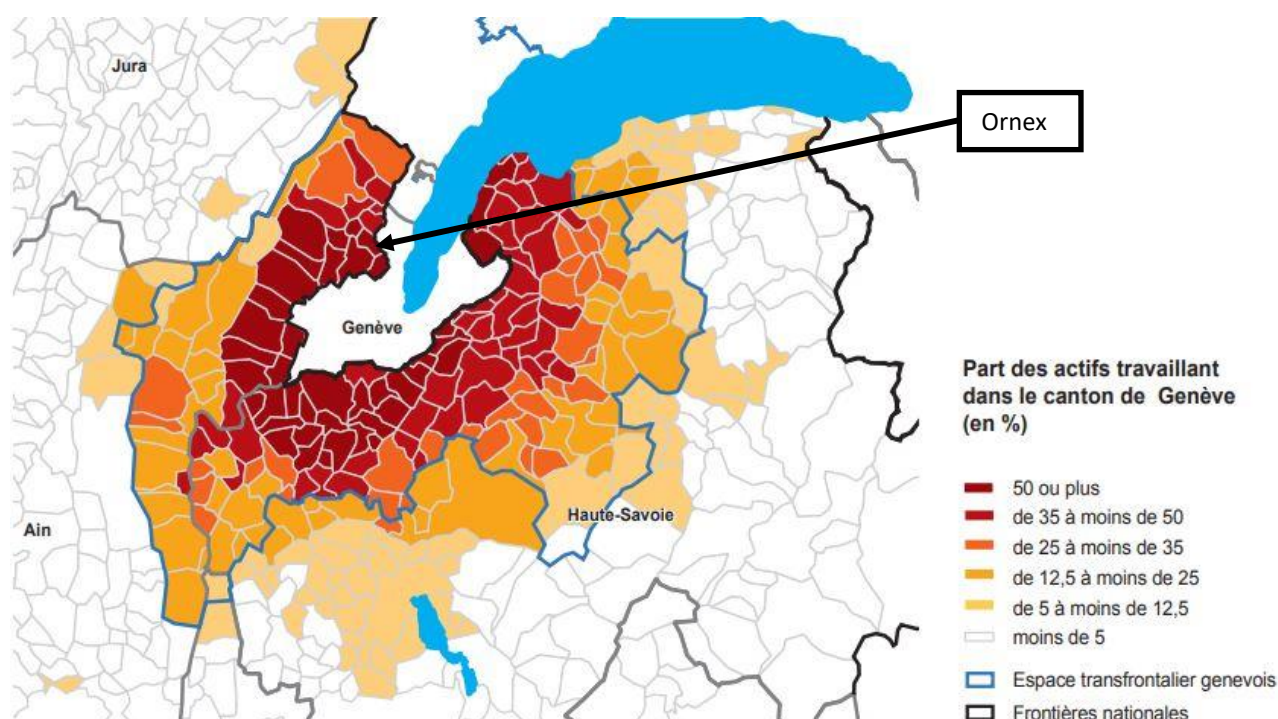 Jura
Ornex
Genève
Ain
Haute-Savoie
Part des actifs travaillant
dans le canton de Genève
(en %)
50 ou plus
de 35 à moins de 50
de 25 à moins de 35
de 12,5 à moins de 25
de 5 à moins de 12,5
moins de 5
Espace transfrontalier genevois
Frontières nationales